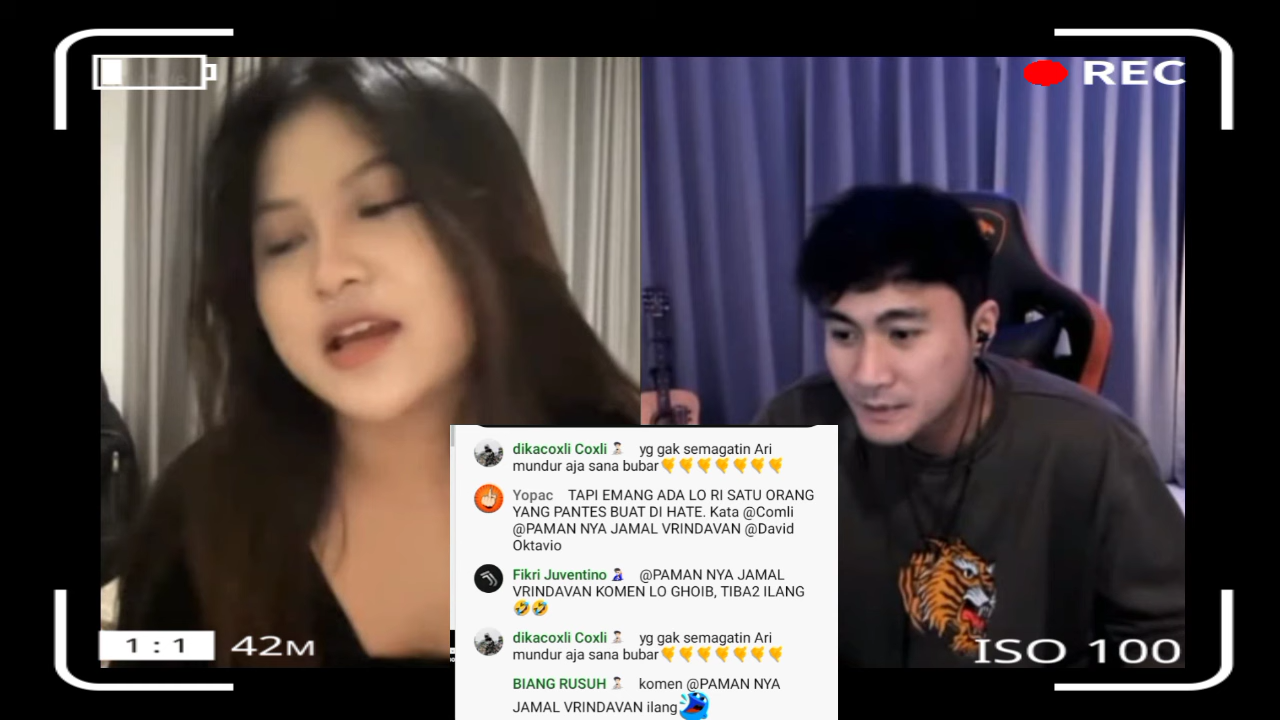 REC
dikacoxli Coxli yg gak semagatin Ari
mundur aja sana bubar
Yopac TAPI EMANG ADA LO RI SATU ORANG
YANG PANTES BUAT DI HATE. Kata @Comli
@PAMAN NYA JAMAL VRINDAVAN @David
Oktavio
Fikri Juventino @PAMAN NYA JAMAL
VRINDAVAN KOMEN LO GHOIB, TIBA2 ILANG
dikacoxli Coxli yg gak semagatin Ari
mundur aja sana bubar
BIANG RUSUH komen @PAMAN NYA
JAMAL VRINDAVAN ilang
1 : 1 42M
ISO 100